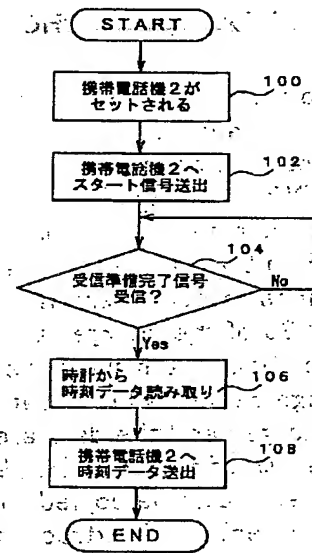 START
携帯電話機2が
セットされる
100
携帯電話機2へ
スタート信号送出
102
104
受信準備完了信号
受信？
No
Yes
時計から
時刻データ読み取り
106
携帯電話機2へ
時刻データ送出
108
END